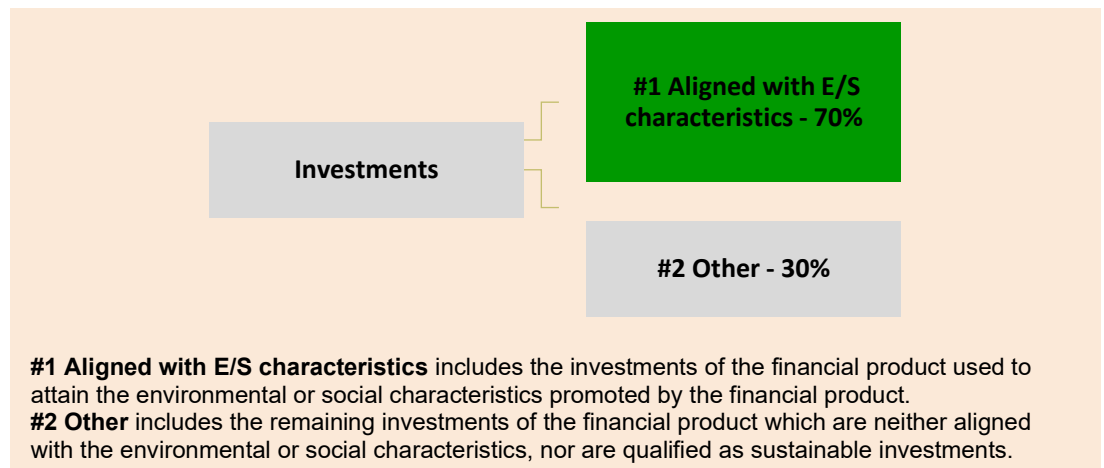 #1 Aligned with E/S
characteristics - 70%
Investments
#2 Other - 30%
#1 Aligned with E/S characteristics includes the investments of the financial product used to
attain the environmental or social characteristics promoted by the financial product.
#2 Other includes the remaining investments of the financial product which are neither aligned
with the environmental or social characteristics, nor are qualified as sustainable investments.